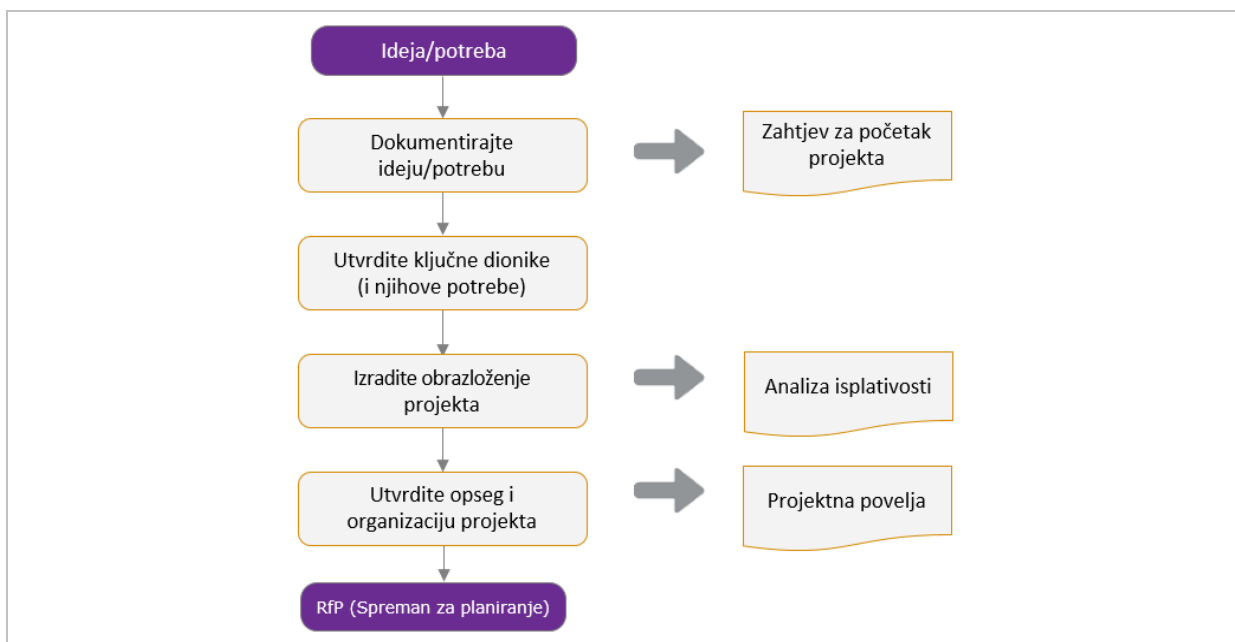 Ideja/potreba
Dokumentirajte
ideju/potrebu
Zahtjev za početak
projekta
Utvrdite ključne dionike
(i njihove potrebe)
Izradite obrazloženje
projekta
Analiza isplativosti
Utvrdite opseg i
organizaciju projekta
Projektna povelja
RfP (Spreman za planiranje)